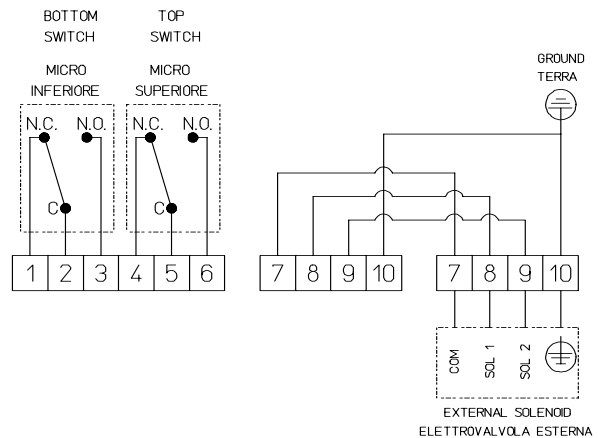 BOTTOM
SWITCH
TOP
SWITCH
MICRO
INFERIORE
MICRO
SUPERIORE
GROUND
TERRA
N.C. N.O.
N.C. N.O.
C
C
1 2 3 4 5 6
7 8 9 10
7 8 9 10
COM
SOL 1
SOL 2
EXTERNAL SOLENOID
ELETTROVALVOLA ESTERNA